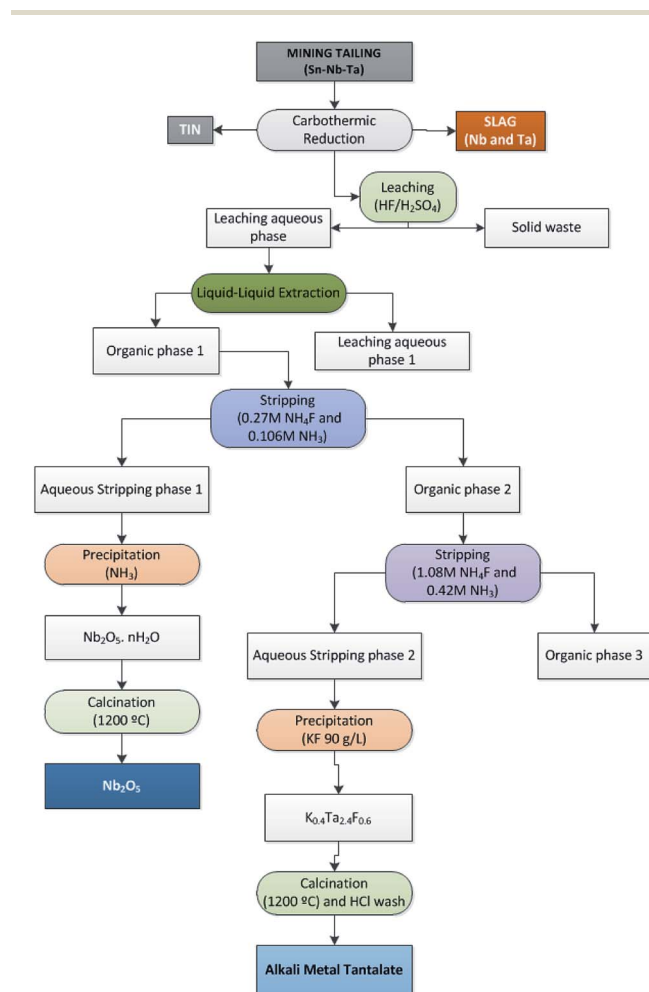 MINING TAILING
(Sn-Nb-Ta)
TIN
Carbothermic
Reduction
SLAG
(Nb and Ta)
Leaching
(HF/H₂SO₄)
Leaching aqueous
phase
Solid waste
Liquid-Liquid Extraction
Organic phase 1
Leaching aqueous
phase 1
Stripping
(0.27M NH₄F and
0.106M NH₃)
Aqueous Stripping phase 1
Organic phase 2
Precipitation
(NH₃)
Stripping
(1.08M NH₄F and
0.42M NH₃)
Nb₂O₅. nH₂O
Aqueous Stripping phase 2
Organic phase 3
Calcination
(1200 ºC)
Precipitation
(KF 90 g/L)
Nb₂O₅
K₀.₄Ta₂.₄F₀.₆
Calcination
(1200 ºC) and HCl wash
Alkali Metal Tantalate